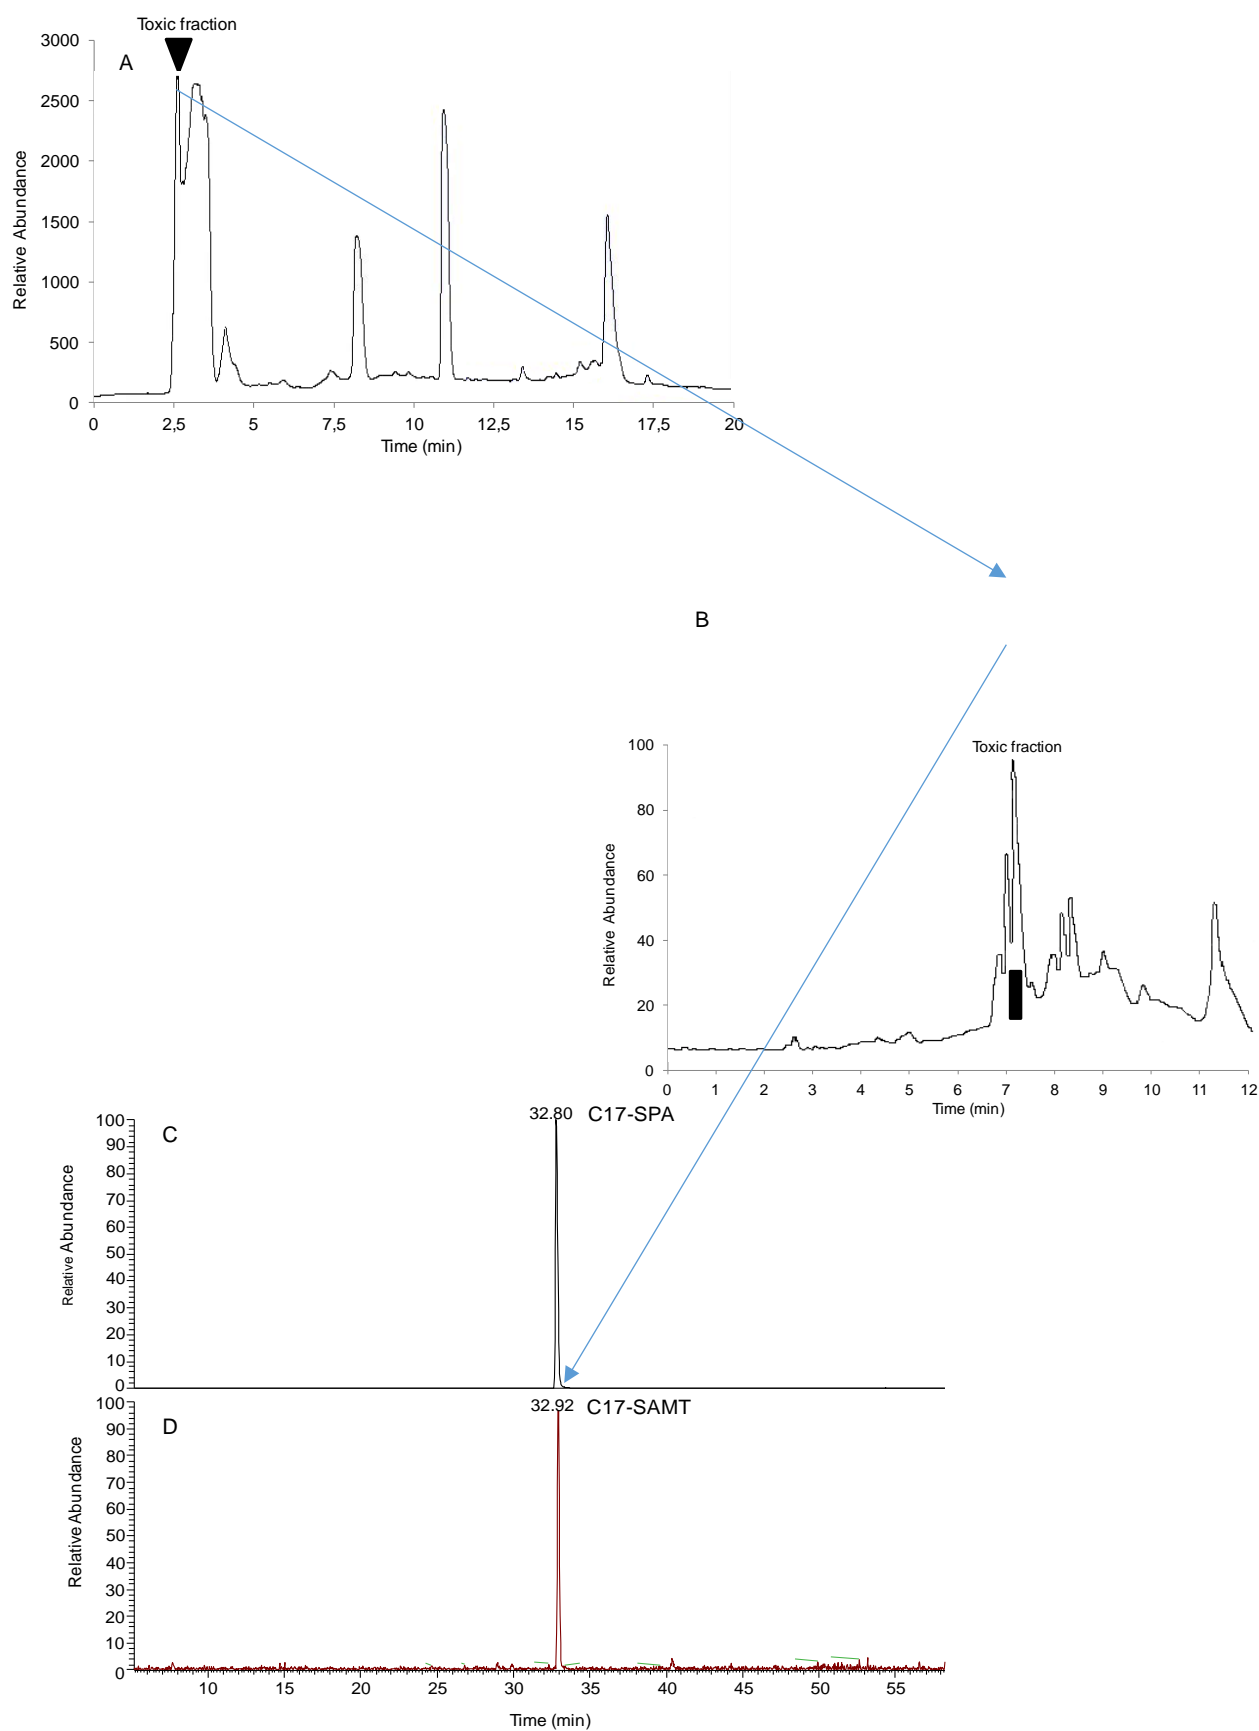 Toxic fraction
A
3000
2500
2000
1500
1000
500
0
Relative Abundance
0 2,5 5 7,5 10 12,5 15 17,5 20
Time (min)
B
Toxic fraction
100
80
60
40
20
0
Relative Abundance
0 1 2 3 4 5 6 7 8 9 10 11 12
Time (min)
32.80 C17-SPA
C
100
90
80
70
60
50
40
30
20
10
0
Relative Abundance
32.92 C17-SAMT
D
100
90
80
70
60
50
40
30
20
10
0
Relative Abundance
10 15 20 25 30 35 40 45 50 55
Time (min)